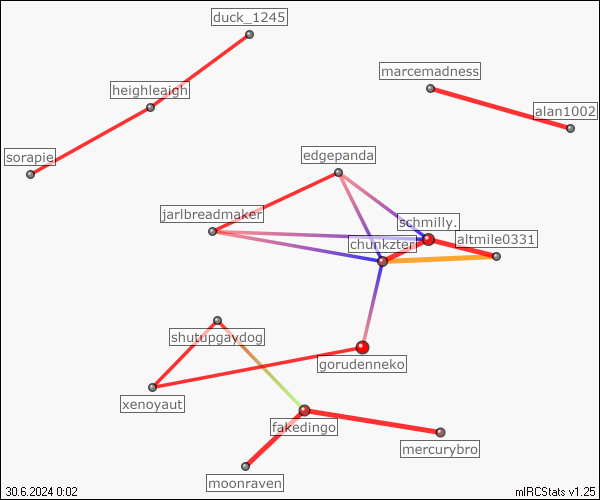 duck_1245
marcemadness
heighleaigh
alan1002
sorapie
edgepanda
jarlbreadmaker
schmilly.
chunkzter
altmile0331
shutupgaydog
gorudenneko
xenoyaut
fakedingo
mercurybro
moonraven
30.6.2024 0:02
mIRCStats v1.25